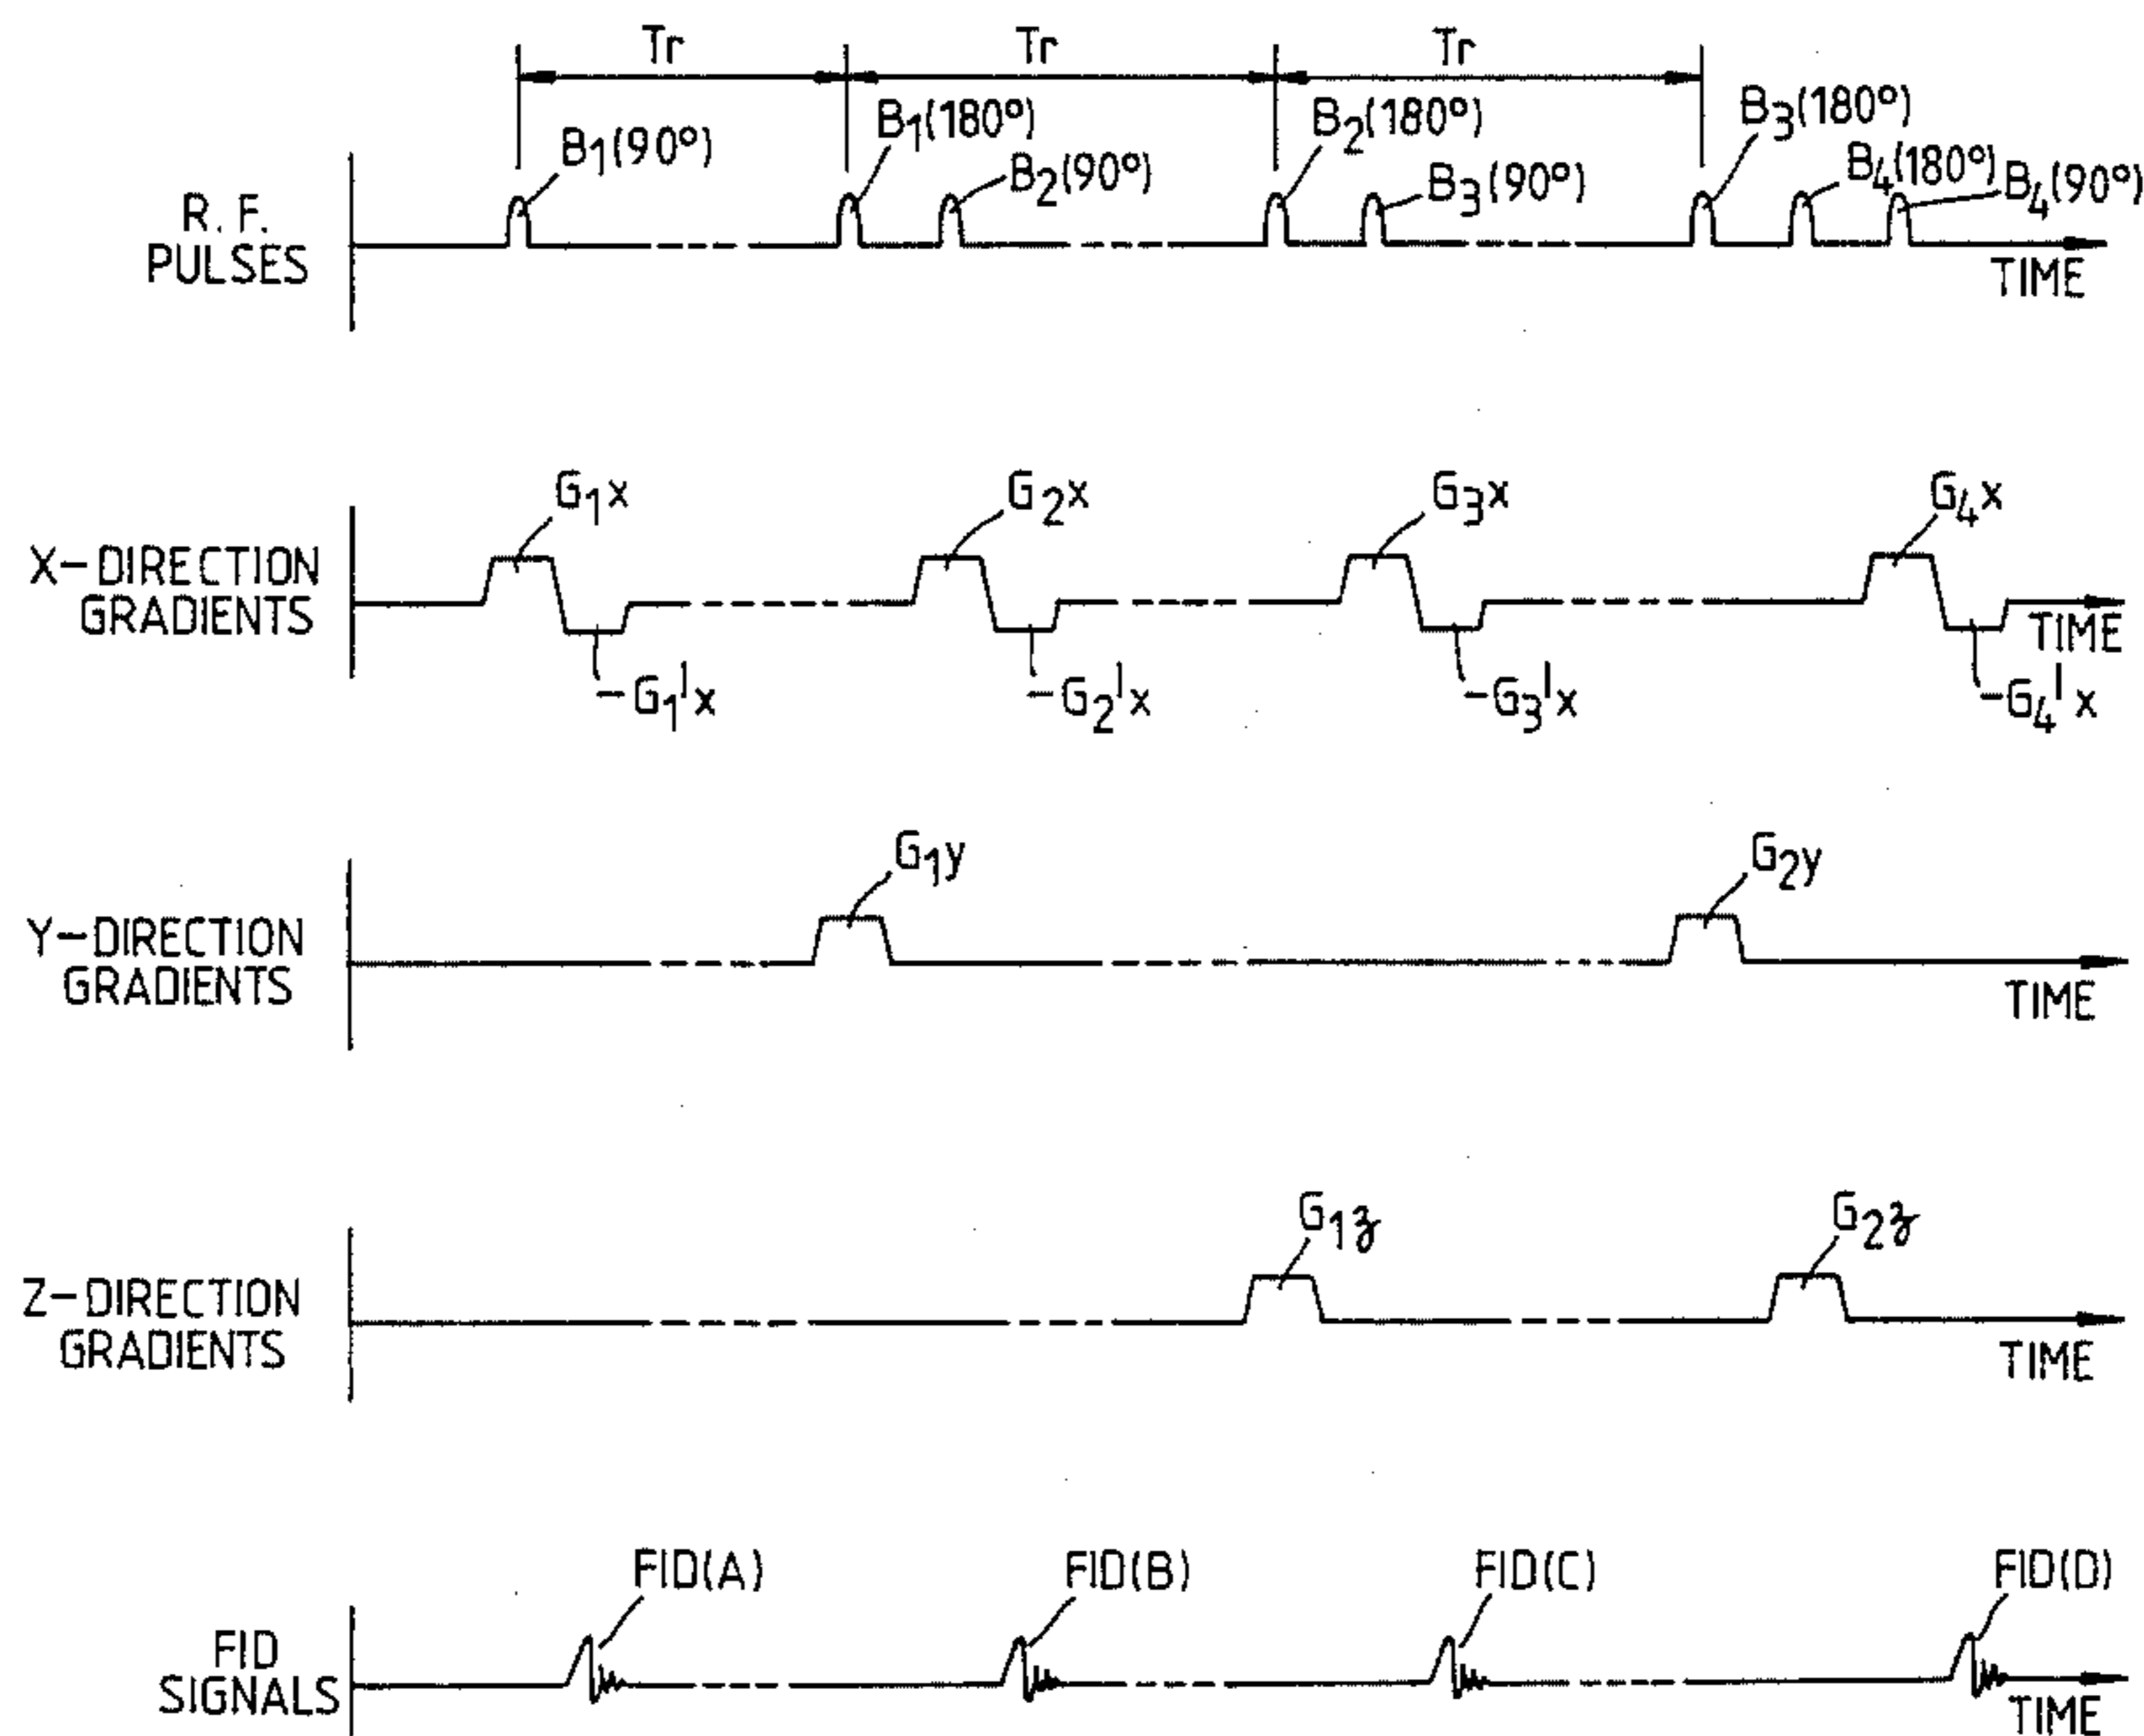 Tr Tr Tr
B1(90°) B1(180°) B2(90°) B2(180°) B3(90°) B3(180°) B4(180°) B4(90°)
R. F.
PULSES
TIME
G1x G2x G3x G4x
X-DIRECTION
GRADIENTS
TIME
-G1'x -G2'x -G3'x -G4'x
G1y G2y
Y-DIRECTION
GRADIENTS
TIME
G1z G2z
Z-DIRECTION
GRADIENTS
TIME
FID(A) FID(B) FID(C) FID(D)
FID
SIGNALS
TIME